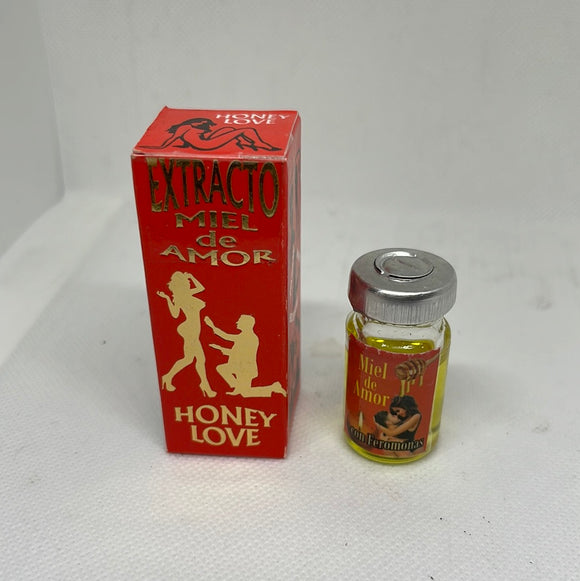 HONEY
LOVE
EXTRACTO
MIEL
de
AMOR
HONEY
LOVE
Miel
de
Amor
con Feromonas